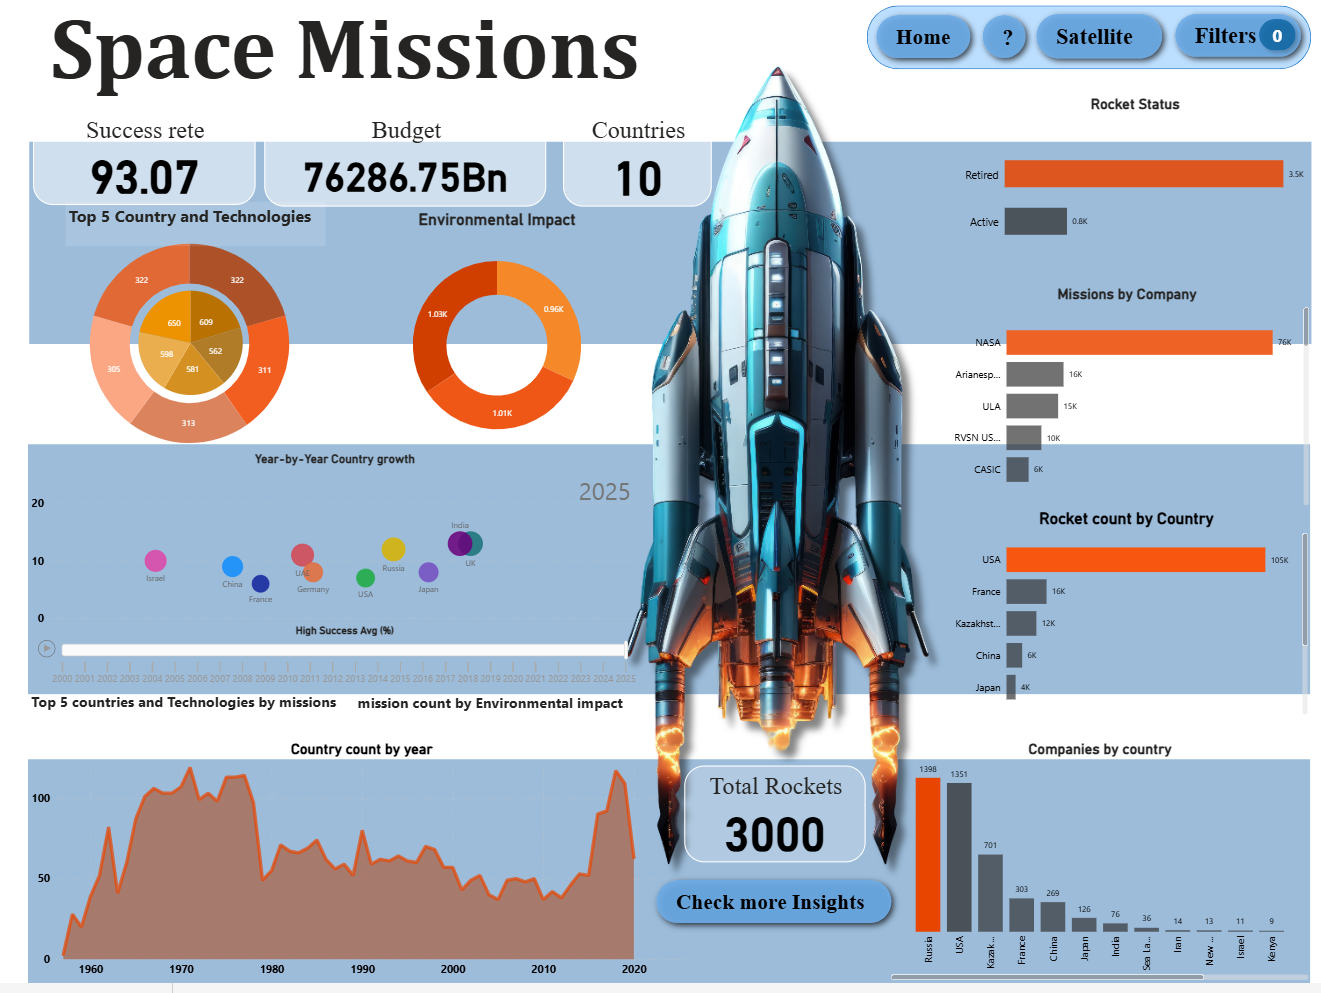 Space Missions
Home
?
Satellite
Filters 0
Success rete
93.07
Budget
76286.75Bn
Countries
10
Top 5 Country and Technologies
322
322
311
313
305
650
609
562
581
598
Environmental Impact
1.03K
0.96K
1.01K
Rocket Status
Retired 3.5K
Active 0.8K
Missions by Company
NASA 76K
Arianesp... 16K
ULA 15K
RVSN US... 10K
CASIC 6K
Year-by-Year Country growth
2025
20
10
0
Israel
China
France
UAE
Germany
USA
Russia
Japan
India
UK
High Success Avg (%)
2000 2001 2002 2003 2004 2005 2006 2007 2008 2009 2010 2011 2012 2013 2014 2015 2016 2017 2018 2019 2020 2021 2022 2023 2024 2025
Rocket count by Country
USA 105K
France 16K
Kazakhst... 12K
China 6K
Japan 4K
Top 5 countries and Technologies by missions
mission count by Environmental impact
Country count by year
100
50
0
1960 1970 1980 1990 2000 2010 2020
Total Rockets
3000
Check more Insights
Companies by country
1398 1351 701 303 269 126 76 36 14 13 11 9
Russia USA Kazak... France China Japan India Sea La... Iran New ... Israel Kenya